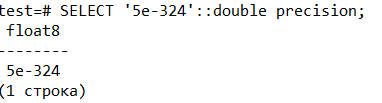 test=# SELECT '5e-324'::double precision;
float8
--------
5e-324
(1 строка)